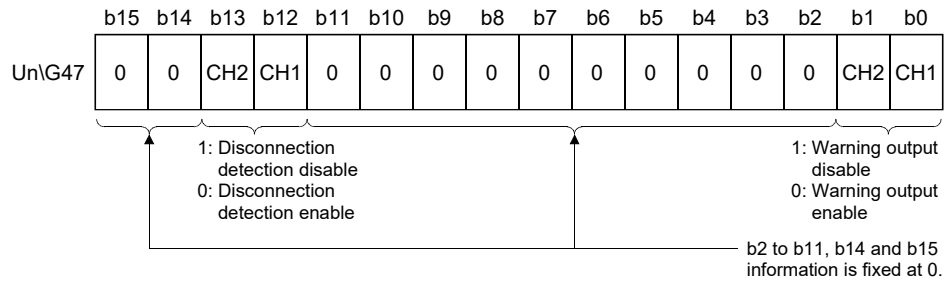 b15 b14 b13 b12 b11 b10 b9 b8 b7 b6 b5 b4 b3 b2 b1 b0
Un\G47 0 0 CH2 CH1 0 0 0 0 0 0 0 0 0 0 CH2 CH1
1: Disconnection
detection disable
0: Disconnection
detection enable
1: Warning output
disable
0: Warning output
enable
b2 to b11, b14 and b15
information is fixed at 0.